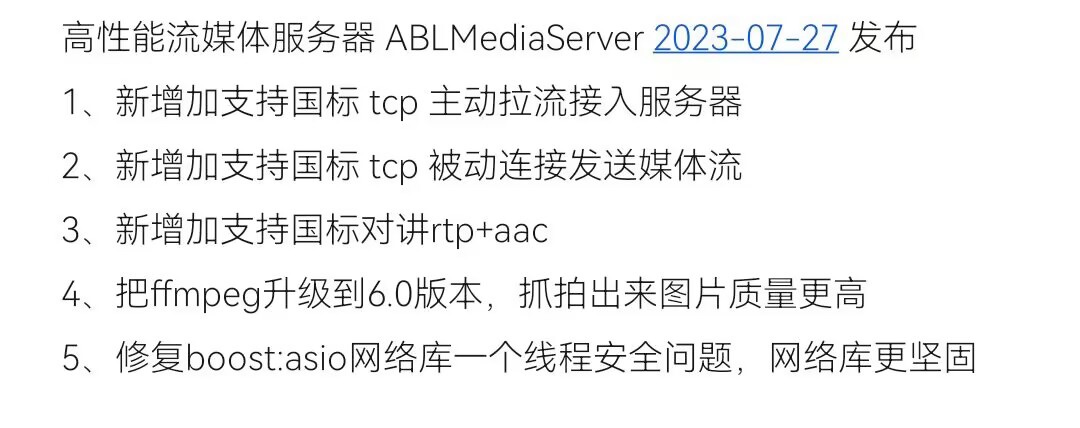 高性能流媒体服务器 ABLMediaServer 2023-07-27 发布
1、新增加支持国标 tcp 主动拉流接入服务器
2、新增加支持国标 tcp 被动连接发送媒体流
3、新增加支持国标对讲rtp+aac
4、把ffmpeg升级到6.0版本，抓拍出来图片质量更高
5、修复boost:asio网络库一个线程安全问题，网络库更坚固